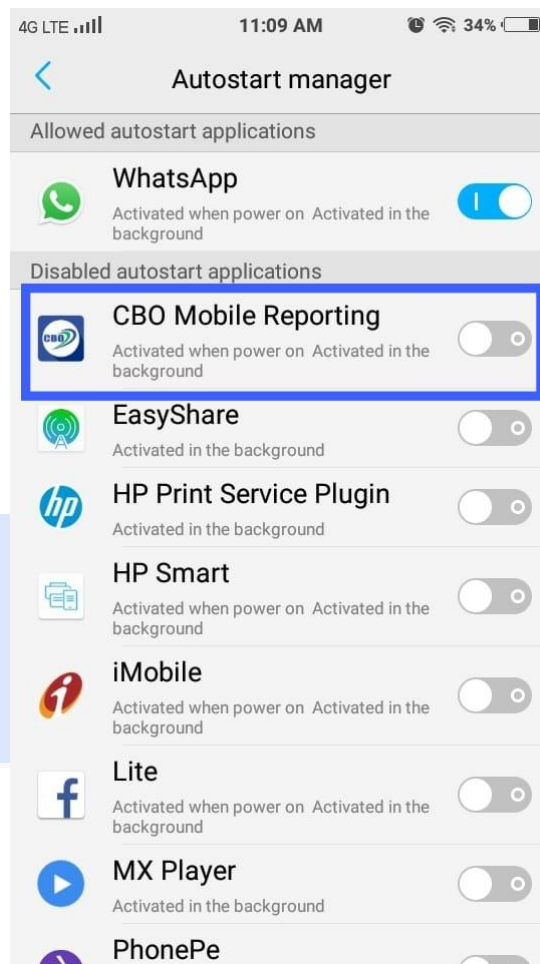 4G LTE 11:09 AM 34%
Autostart manager
Allowed autostart applications
WhatsApp
Activated when power on Activated in the
background
Disabled autostart applications
CBO
CBO Mobile Reporting
Activated when power on Activated in the
background
EasyShare
Activated in the background
hp
HP Print Service Plugin
Activated in the background
HP Smart
Activated when power on Activated in the
background
i
iMobile
Activated when power on Activated in the
background
f
Lite
Activated when power on Activated in the
background
MX Player
Activated in the background
PhonePe